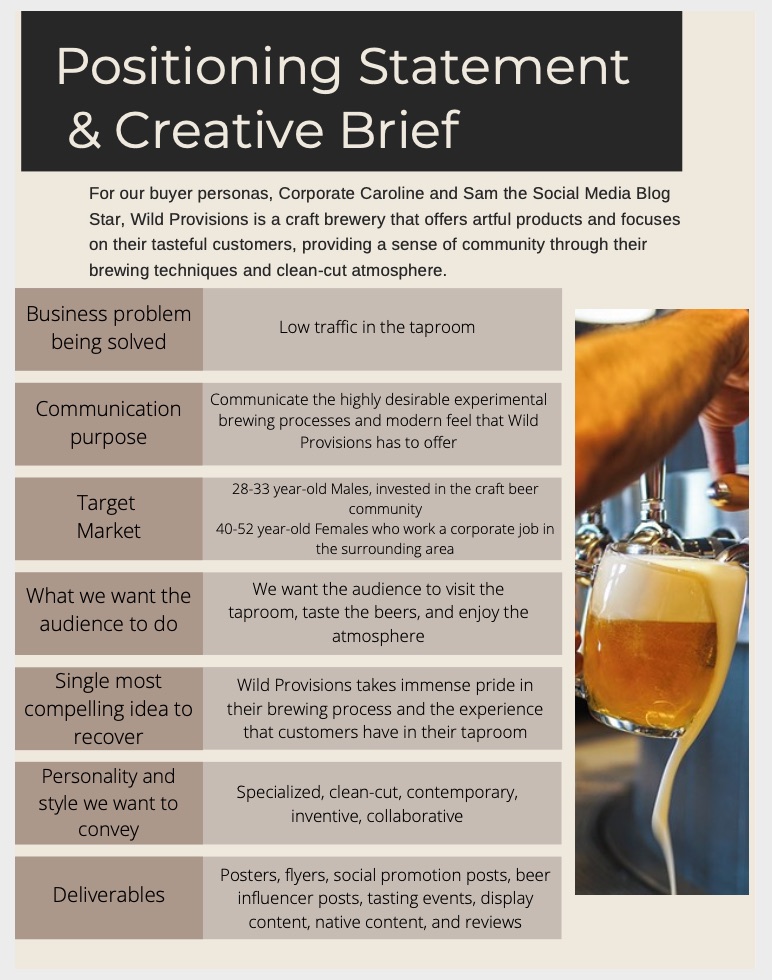 Positioning Statement
& Creative Brief
For our buyer personas, Corporate Caroline and Sam the Social Media Blog
Star, Wild Provisions is a craft brewery that offers artful products and focuses
on their tasteful customers, providing a sense of community through their
brewing techniques and clean-cut atmosphere.
Business problem
being solved
Low traffic in the taproom
Communication
purpose
Communicate the highly desirable experimental
brewing processes and modern feel that Wild
Provisions has to offer
Target
Market
28-33 year-old Males, invested in the craft beer
community
40-52 year-old Females who work a corporate job in
the surrounding area
What we want the
audience to do
We want the audience to visit the
taproom, taste the beers, and enjoy the
atmosphere
Single most
compelling idea to
recover
Wild Provisions takes immense pride in
their brewing process and the experience
that customers have in their taproom
Personality and
style we want to
convey
Specialized, clean-cut, contemporary,
inventive, collaborative
Deliverables
Posters, flyers, social promotion posts, beer
influencer posts, tasting events, display
content, native content, and reviews